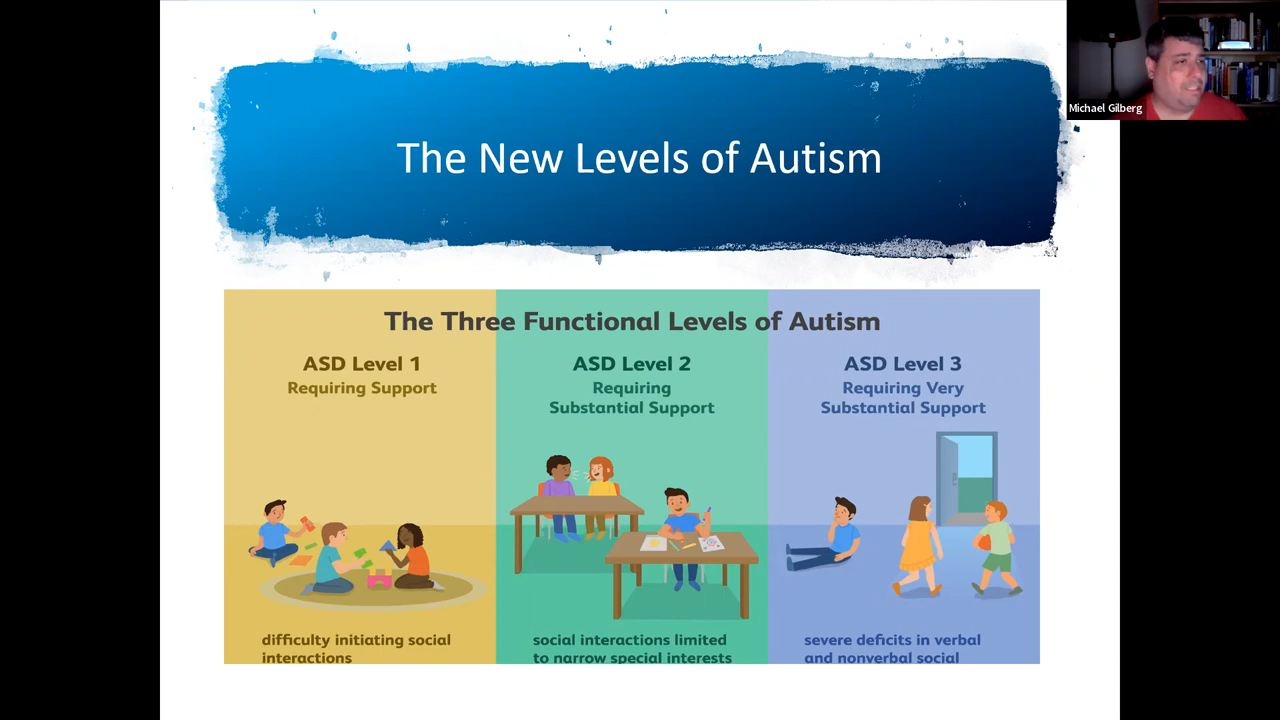 The New Levels of Autism
Michael Gilberg
The Three Functional Levels of Autism
ASD Level 1
Requiring Support
ASD Level 2
Requiring
Substantial Support
ASD Level 3
Requiring Very
Substantial Support
difficulty initiating social
interactions
social interactions limited
to narrow special interests
severe deficits in verbal
and nonverbal social